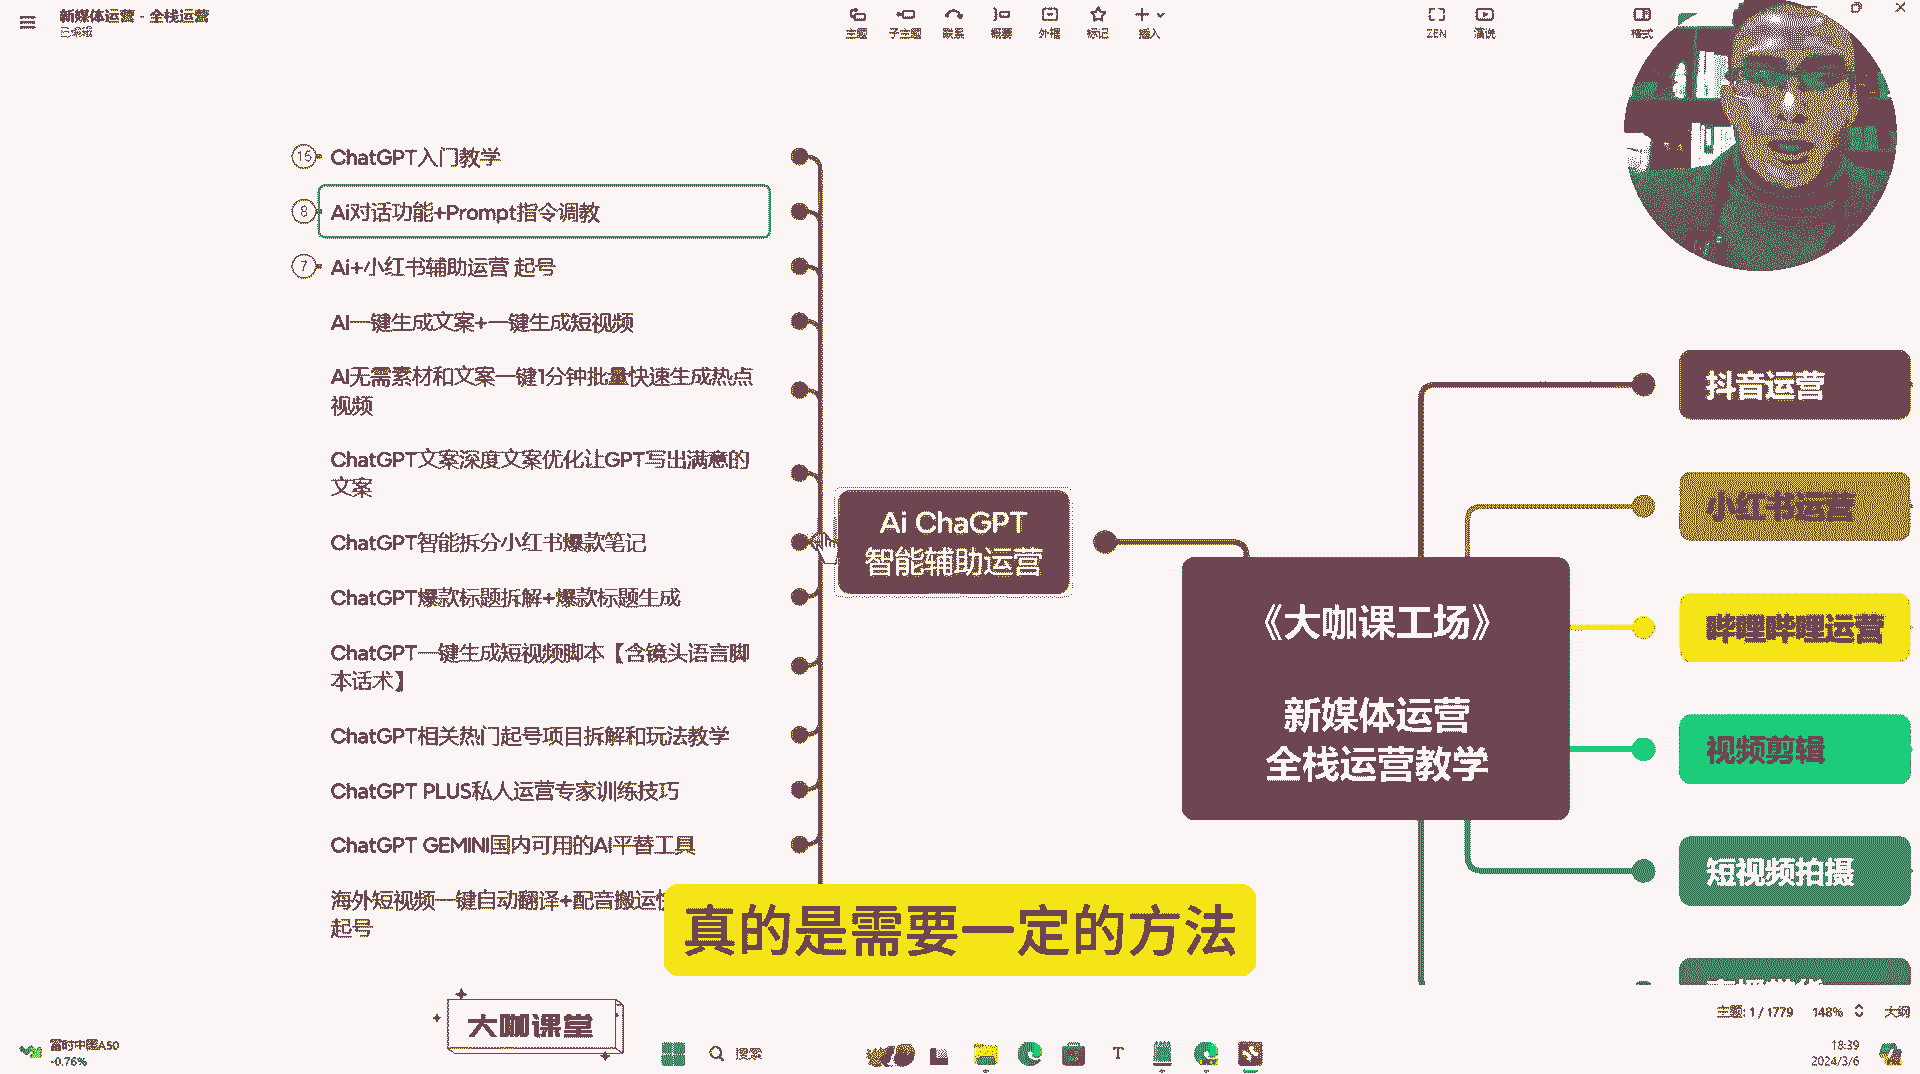 新媒体运营 - 全栈运营
已编辑
主题
子主题
联系
概要
外框
标记
插入
ZEN
演说
格式
15
ChatGPT入门教学
8
Ai对话功能+Prompt指令调教
7
Ai+小红书辅助运营 起号
AI一键生成文案+一键生成短视频
AI无需素材和文案一键1分钟批量快速生成热点
视频
ChatGPT文案深度文案优化让GPT写出满意的
文案
ChatGPT智能拆分小红书爆款笔记
ChatGPT爆款标题拆解+爆款标题生成
ChatGPT一键生成短视频脚本【含镜头语言脚
本话术】
ChatGPT相关热门起号项目拆解和玩法教学
ChatGPT PLUS私人运营专家训练技巧
ChatGPT GEMINI国内可用的AI平替工具
海外短视频一键自动翻译+配音搬运
起号
Ai ChaGPT
智能辅助运营
《大咖课工场》
新媒体运营
全栈运营教学
抖音运营
小红书运营
哔哩哔哩运营
视频剪辑
短视频拍摄
真的是需要一定的方法
大咖课堂
主题: 1 / 1779
148%
大纲
富时中国A50
-0.76%
搜索
18:39
2024/3/6